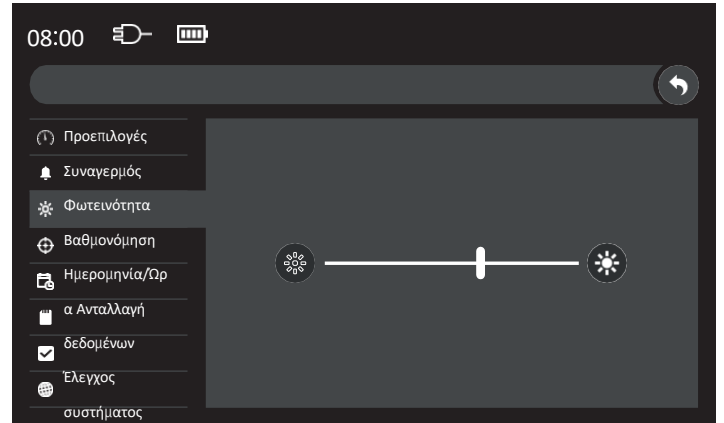 08:00
Προεπιλογές
Συναγερμός
Φωτεινότητα
Βαθμονόμηση
Ημερομηνία/Ωρ
α Ανταλλαγή
δεδομένων
Έλεγχος
συστήματος